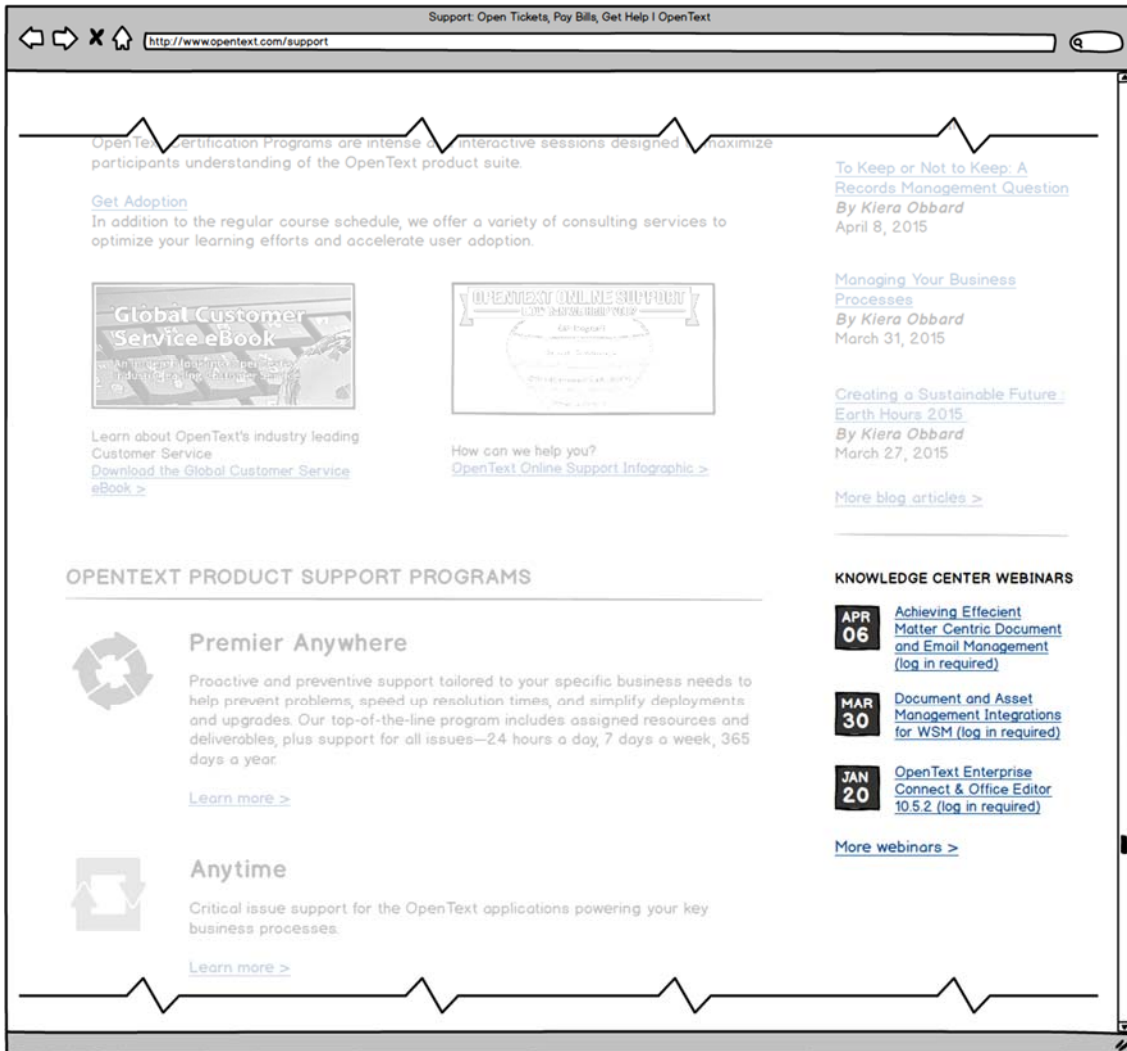 Support: Open Tickets, Pay Bills, Get Help | OpenText
http://www.opentext.com/support
OpenText Certification Programs are intense and interactive sessions designed to maximize
participants understanding of the OpenText product suite.
Get Adoption
In addition to the regular course schedule, we offer a variety of consulting services to
optimize your learning efforts and accelerate user adoption.
Global Customer
Service eBook
OPENTEXT ONLINE SUPPORT
Learn about OpenText's industry leading
Customer Service
Download the Global Customer Service
eBook >
How can we help you?
OpenText Online Support Infographic >
OPENTEXT PRODUCT SUPPORT PROGRAMS
Premier Anywhere
Proactive and preventive support tailored to your specific business needs to
help prevent problems, speed up resolution times, and simplify deployments
and upgrades. Our top-of-the-line program includes assigned resources and
deliverables, plus support for all issues—24 hours a day, 7 days a week, 365
days a year.
Learn more >
Anytime
Critical issue support for the OpenText applications powering your key
business processes.
Learn more >
To Keep or Not to Keep: A
Records Management Question
By Kiera Obbard
April 8, 2015
Managing Your Business
Processes
By Kiera Obbard
March 31, 2015
Creating a Sustainable Future :
Earth Hours 2015
By Kiera Obbard
March 27, 2015
More blog articles >
KNOWLEDGE CENTER WEBINARS
APR
06
Achieving Effecient
Matter Centric Document
and Email Management
(log in required)
MAR
30
Document and Asset
Management Integrations
for WSM (log in required)
JAN
20
OpenText Enterprise
Connect & Office Editor
10.5.2 (log in required)
More webinars >